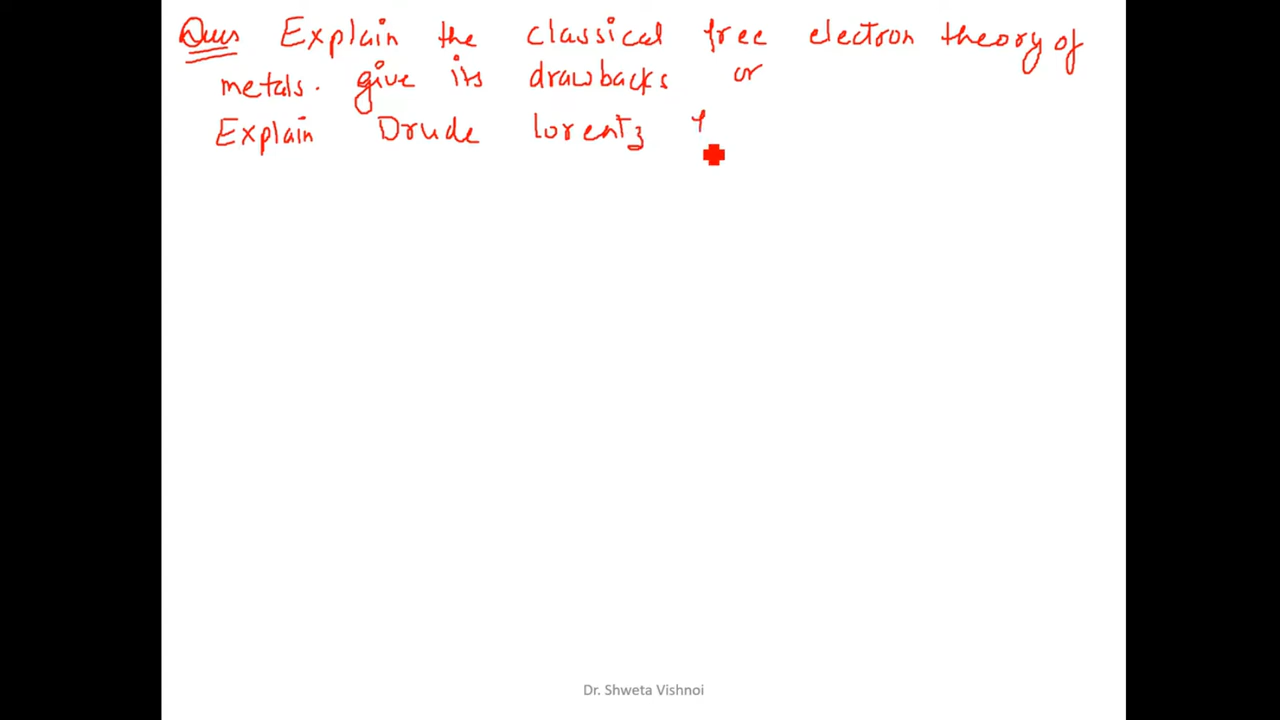 Ques Explain the classical free electron theory of
metals. give its drawbacks or
Explain Drude lorentz
Dr. Shweta Vishnoi